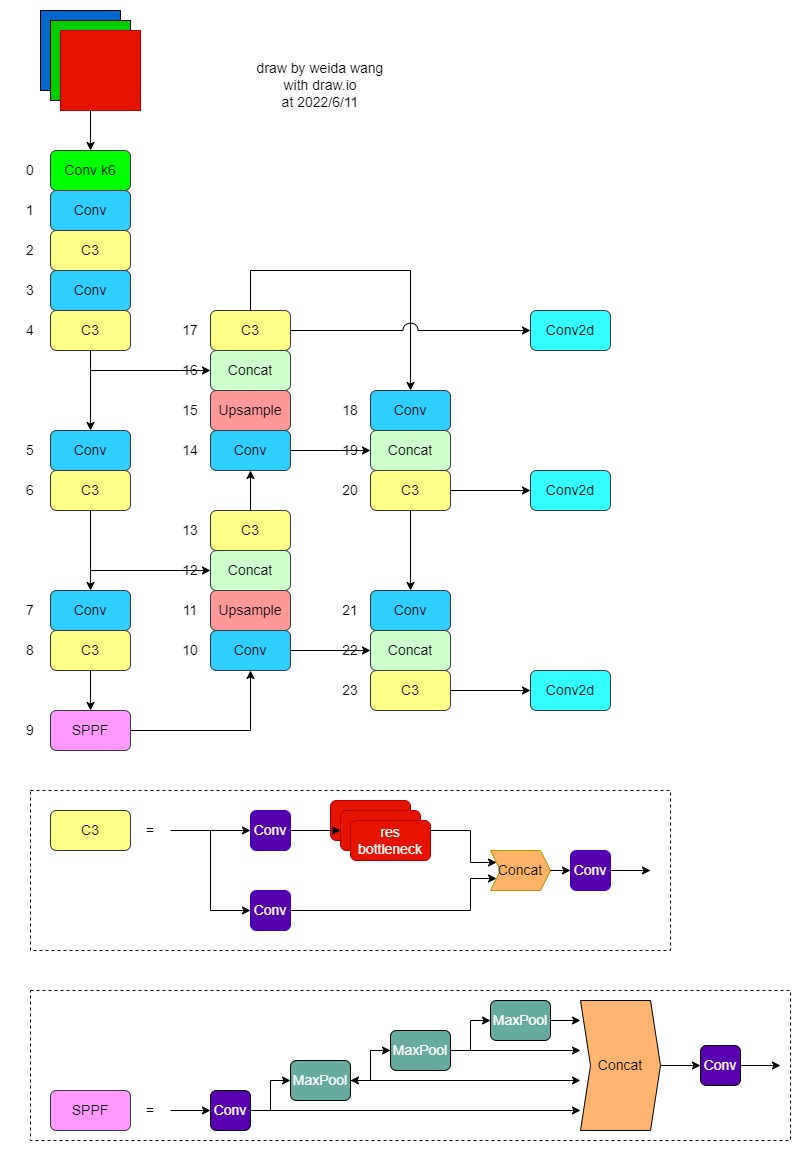 draw by weida wang
with draw.io
at 2022/6/11
0 Conv k6
1 Conv
2 C3
3 Conv
4 C3
5 Conv
6 C3
7 Conv
8 C3
9 SPPF
17 C3
16 Concat
15 Upsample
14 Conv
13 C3
12 Concat
11 Upsample
10 Conv
18 Conv
19 Concat
20 C3
21 Conv
22 Concat
23 C3
Conv2d
Conv2d
Conv2d
C3 =
Conv
res
bottleneck
Conv
Concat
Conv
SPPF =
Conv
MaxPool
MaxPool
MaxPool
Concat
Conv